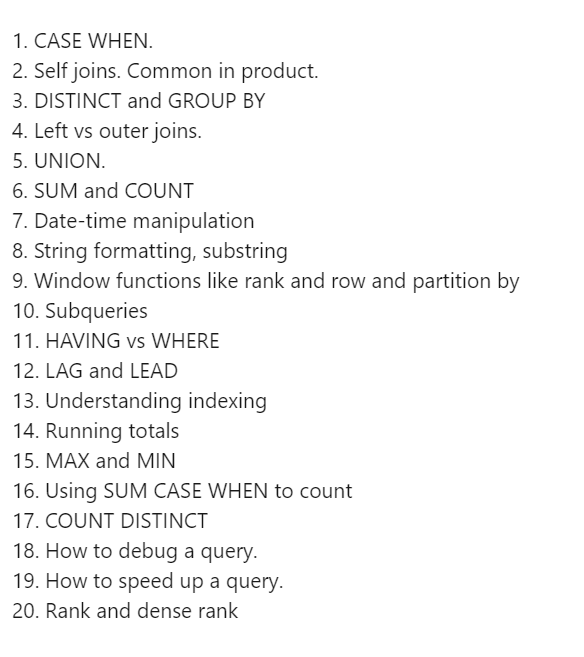 1. CASE WHEN.
2. Self joins. Common in product.
3. DISTINCT and GROUP BY
4. Left vs outer joins.
5. UNION.
6. SUM and COUNT
7. Date-time manipulation
8. String formatting, substring
9. Window functions like rank and row and partition by
10. Subqueries
11. HAVING vs WHERE
12. LAG and LEAD
13. Understanding indexing
14. Running totals
15. MAX and MIN
16. Using SUM CASE WHEN to count
17. COUNT DISTINCT
18. How to debug a query.
19. How to speed up a query.
20. Rank and dense rank